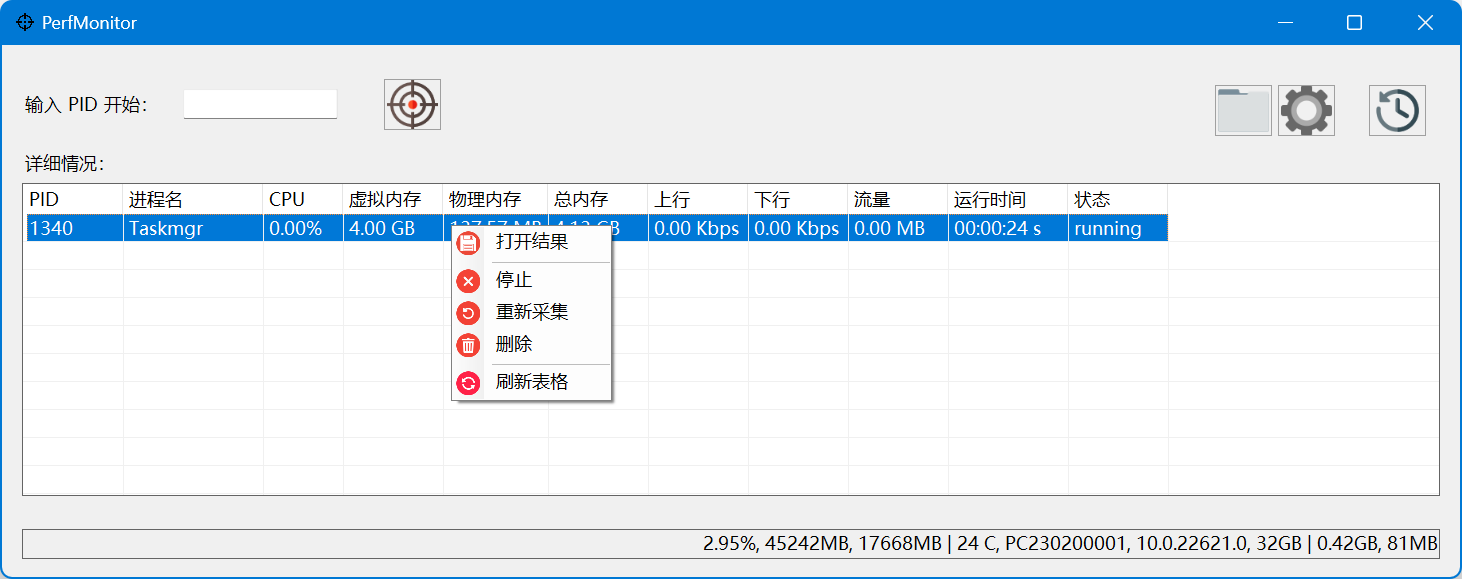 PerfMonitor
输入 PID 开始：
详细情况：
PID 进程名 CPU 虚拟内存 物理内存 总内存 上行 下行 流量 运行时间 状态
1340 Taskmgr 0.00% 4.00 GB 0.00 Kbps 0.00 Kbps 0.00 MB 00:00:24 s running
打开结果
停止
重新采集
删除
刷新表格
2.95%, 45242MB, 17668MB | 24 C, PC230200001, 10.0.22621.0, 32GB | 0.42GB, 81MB